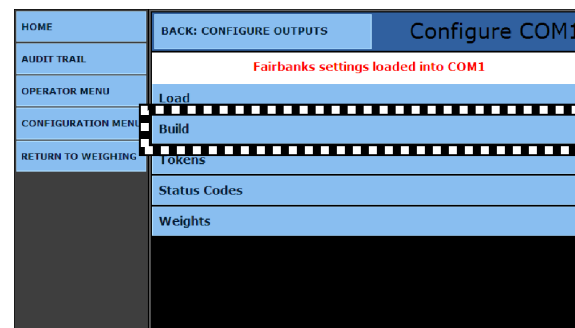 HOME
AUDIT TRAIL
OPERATOR MENU
CONFIGURATION MENU
RETURN TO WEIGHING
BACK: CONFIGURE OUTPUTS
Configure COM1
Fairbanks settings loaded into COM1
Load
Build
Tokens
Status Codes
Weights